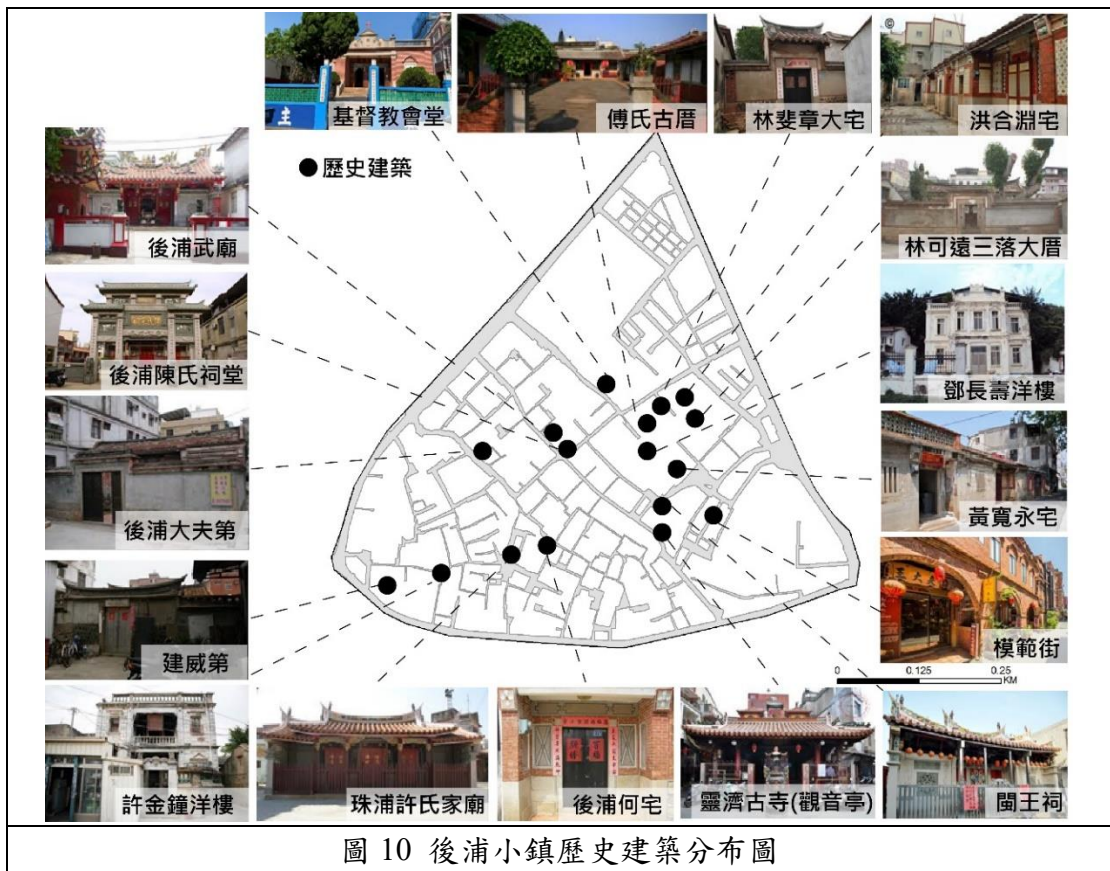 基督教會堂
傅氏古厝
林斐章大宅
©
洪合淵宅
主
●歷史建築
後浦武廟
林可遠三落大厝
後浦陳氏祠堂
鄧長壽洋樓
後浦大夫第
黃寬永宅
建威第
模範街
0 0.125 0.25
KM
許金鐘洋樓
珠浦許氏家廟
後浦何宅
靈濟古寺(觀音亭)
閩王祠
圖 10 後浦小鎮歷史建築分布圖